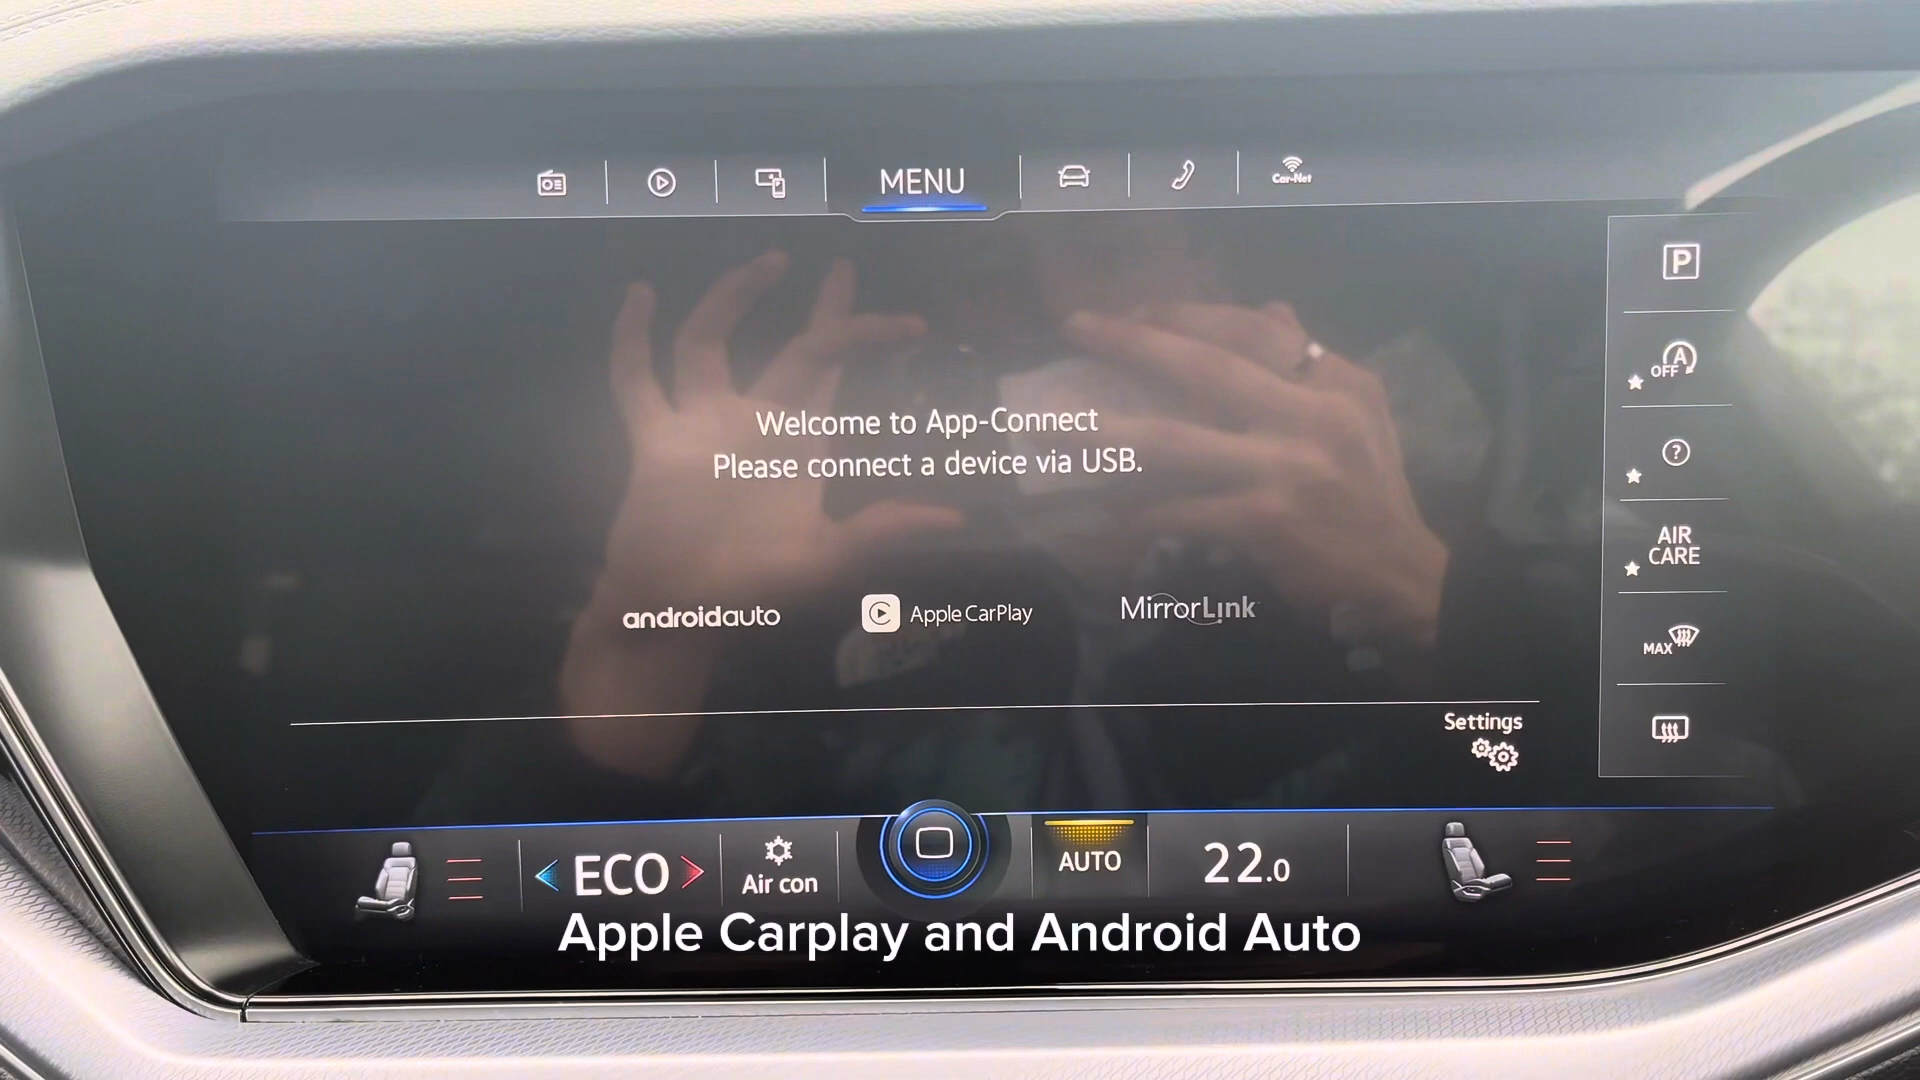 MENU
Car-Net
P
A
OFF
Welcome to App-Connect
Please connect a device via USB.
?
AIR
CARE
androidauto
Apple CarPlay
MirrorLink
MAX
Settings
ECO
Air con
AUTO
22.0
Apple Carplay and Android Auto